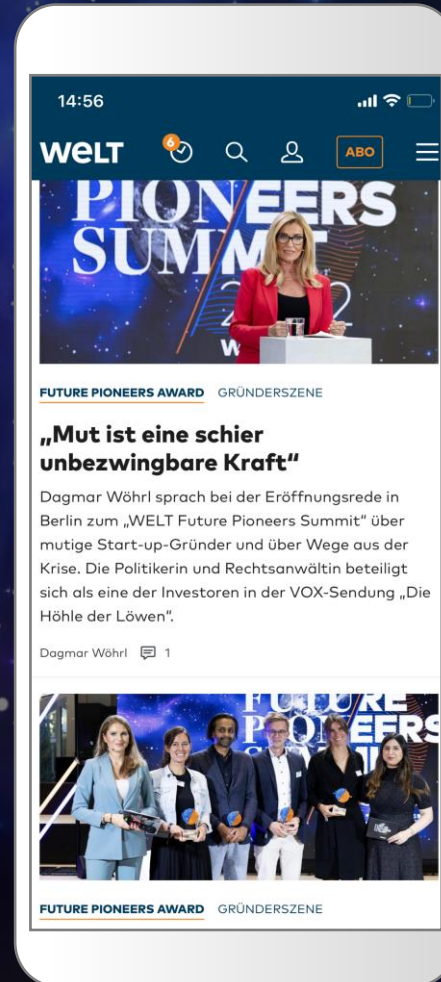 14:56
WELT
6
ABO
PIONEERS
SUMMIT
2
W
FUTURE PIONEERS AWARD GRÜNDERSZENE
„Mut ist eine schier
unbezwingbare Kraft“
Dagmar Wöhrl sprach bei der Eröffnungsrede in
Berlin zum „WELT Future Pioneers Summit“ über
mutige Start-up-Gründer und über Wege aus der
Krise. Die Politikerin und Rechtsanwältin beteiligt
sich als eine der Investoren in der VOX-Sendung „Die
Höhle der Löwen“.
Dagmar Wöhrl 1
FUTURE
PIONEERS
FUTURE PIONEERS AWARD GRÜNDERSZENE